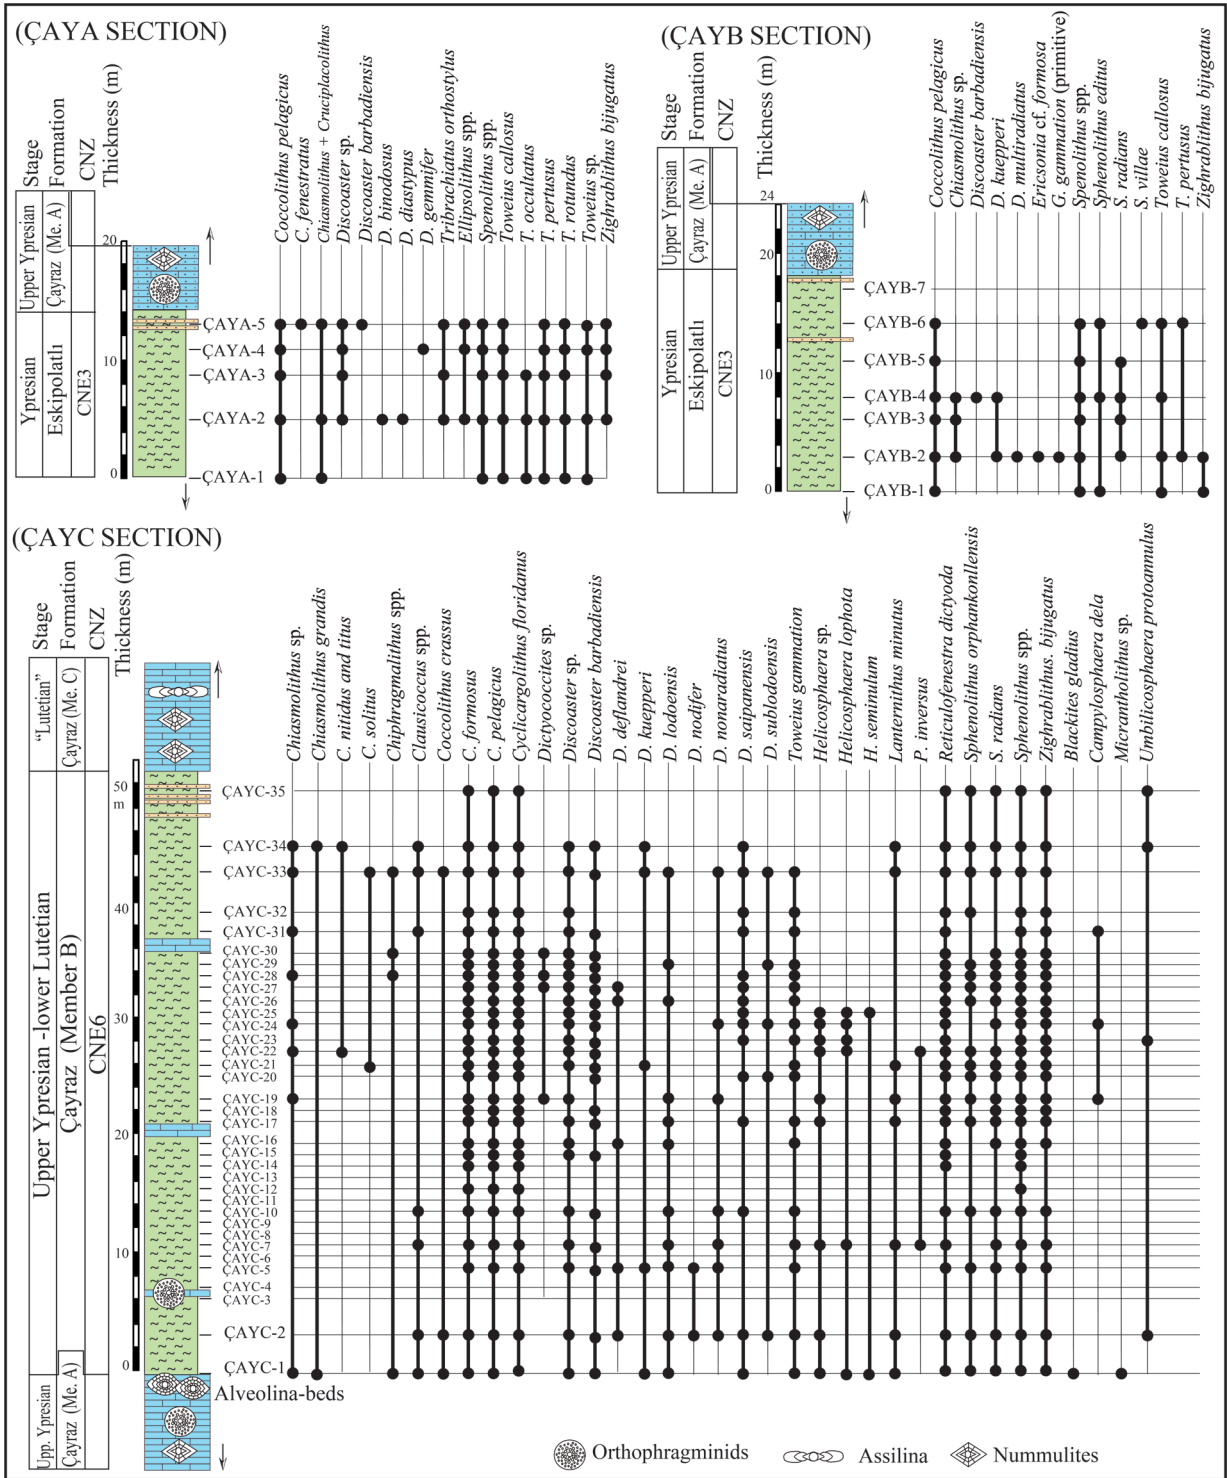 (ÇAYA SECTION)
Stage
Formation
CNZ
Thickness (m)
Coccolithus pelagicus
C. fenestratus
Chiasmolithus + Cruciplacolithus
Discoaster sp.
Discoaster barbadiensis
D. binodosus
D. diastypus
D. gemmifer
Tribrachiatus orthostylus
Ellipsolithus spp.
Spenolithus spp.
Toweius callosus
T. occultatus
T. pertusus
T. rotundus
Toweius sp.
Zighrablithus bijugatus
Upper Ypresian
Çayraz (Me. A)
Ypresian
Eskipolatlı
CNE3
20
10
0
ÇAYA-5
ÇAYA-4
ÇAYA-3
ÇAYA-2
ÇAYA-1
(ÇAYB SECTION)
Stage
Formation
CNZ
Thickness (m)
Coccolithus pelagicus
Chiasmolithus sp.
Discoaster barbadiensis
D. kuepperi
D. multiradiatus
Ericsonia cf. formosa
G. gammation (primitive)
Spenolithus spp.
Sphenolithus editus
S. radians
S. villae
Toweius callosus
T. pertusus
Zighrablithus bijugatus
Upper Ypresian
Çayraz (Me. A)
Ypresian
Eskipolatlı
CNE3
24
20
10
0
ÇAYB-7
ÇAYB-6
ÇAYB-5
ÇAYB-4
ÇAYB-3
ÇAYB-2
ÇAYB-1
(ÇAYC SECTION)
Stage
Formation
CNZ
Thickness (m)
Chiasmolithus sp.
Chiasmolithus grandis
C. nitidus and titus
C. solitus
Chiphragmalithus spp.
Clausicoccus spp.
Coccolithus crassus
C. formosus
C. pelagicus
Cyclicargolithus floridanus
Dictyococcites sp.
Discoaster sp.
Discoaster barbadiensis
D. deflandrei
D. kuepperi
D. lodoensis
D. nodifer
D. nonaradiatus
D. saipanensis
D. sublodoensis
Toweius gammation
Helicosphaera sp.
Helicosphaera lophota
H. seminulum
Lanternithus minutus
P. inversus
Reticulofenestra dictyoda
Sphenolithus orphankonllensis
S. radians
Sphenolithus spp.
Zighrablithus. bijugatus
Blackites gladius
Campylosphaera dela
Micrantholithus sp.
Umbilicosphaera protoannulus
"Lutetian"
Çayraz (Me. C)
Upper Ypresian -lower Lutetian
Çayraz (Member B)
CNE6
Upp. Ypresian
Çayraz (Me. A)
50
m
40
30
20
10
0
ÇAYC-35
ÇAYC-34
ÇAYC-33
ÇAYC-32
ÇAYC-31
ÇAYC-30
ÇAYC-29
ÇAYC-28
ÇAYC-27
ÇAYC-26
ÇAYC-25
ÇAYC-24
ÇAYC-23
ÇAYC-22
ÇAYC-21
ÇAYC-20
ÇAYC-19
ÇAYC-18
ÇAYC-17
ÇAYC-16
ÇAYC-15
ÇAYC-14
ÇAYC-13
ÇAYC-12
ÇAYC-11
ÇAYC-10
ÇAYC-9
ÇAYC-8
ÇAYC-7
ÇAYC-6
ÇAYC-5
ÇAYC-4
ÇAYC-3
ÇAYC-2
ÇAYC-1
Alveolina-beds
Orthophragminids
Assilina
Nummulites